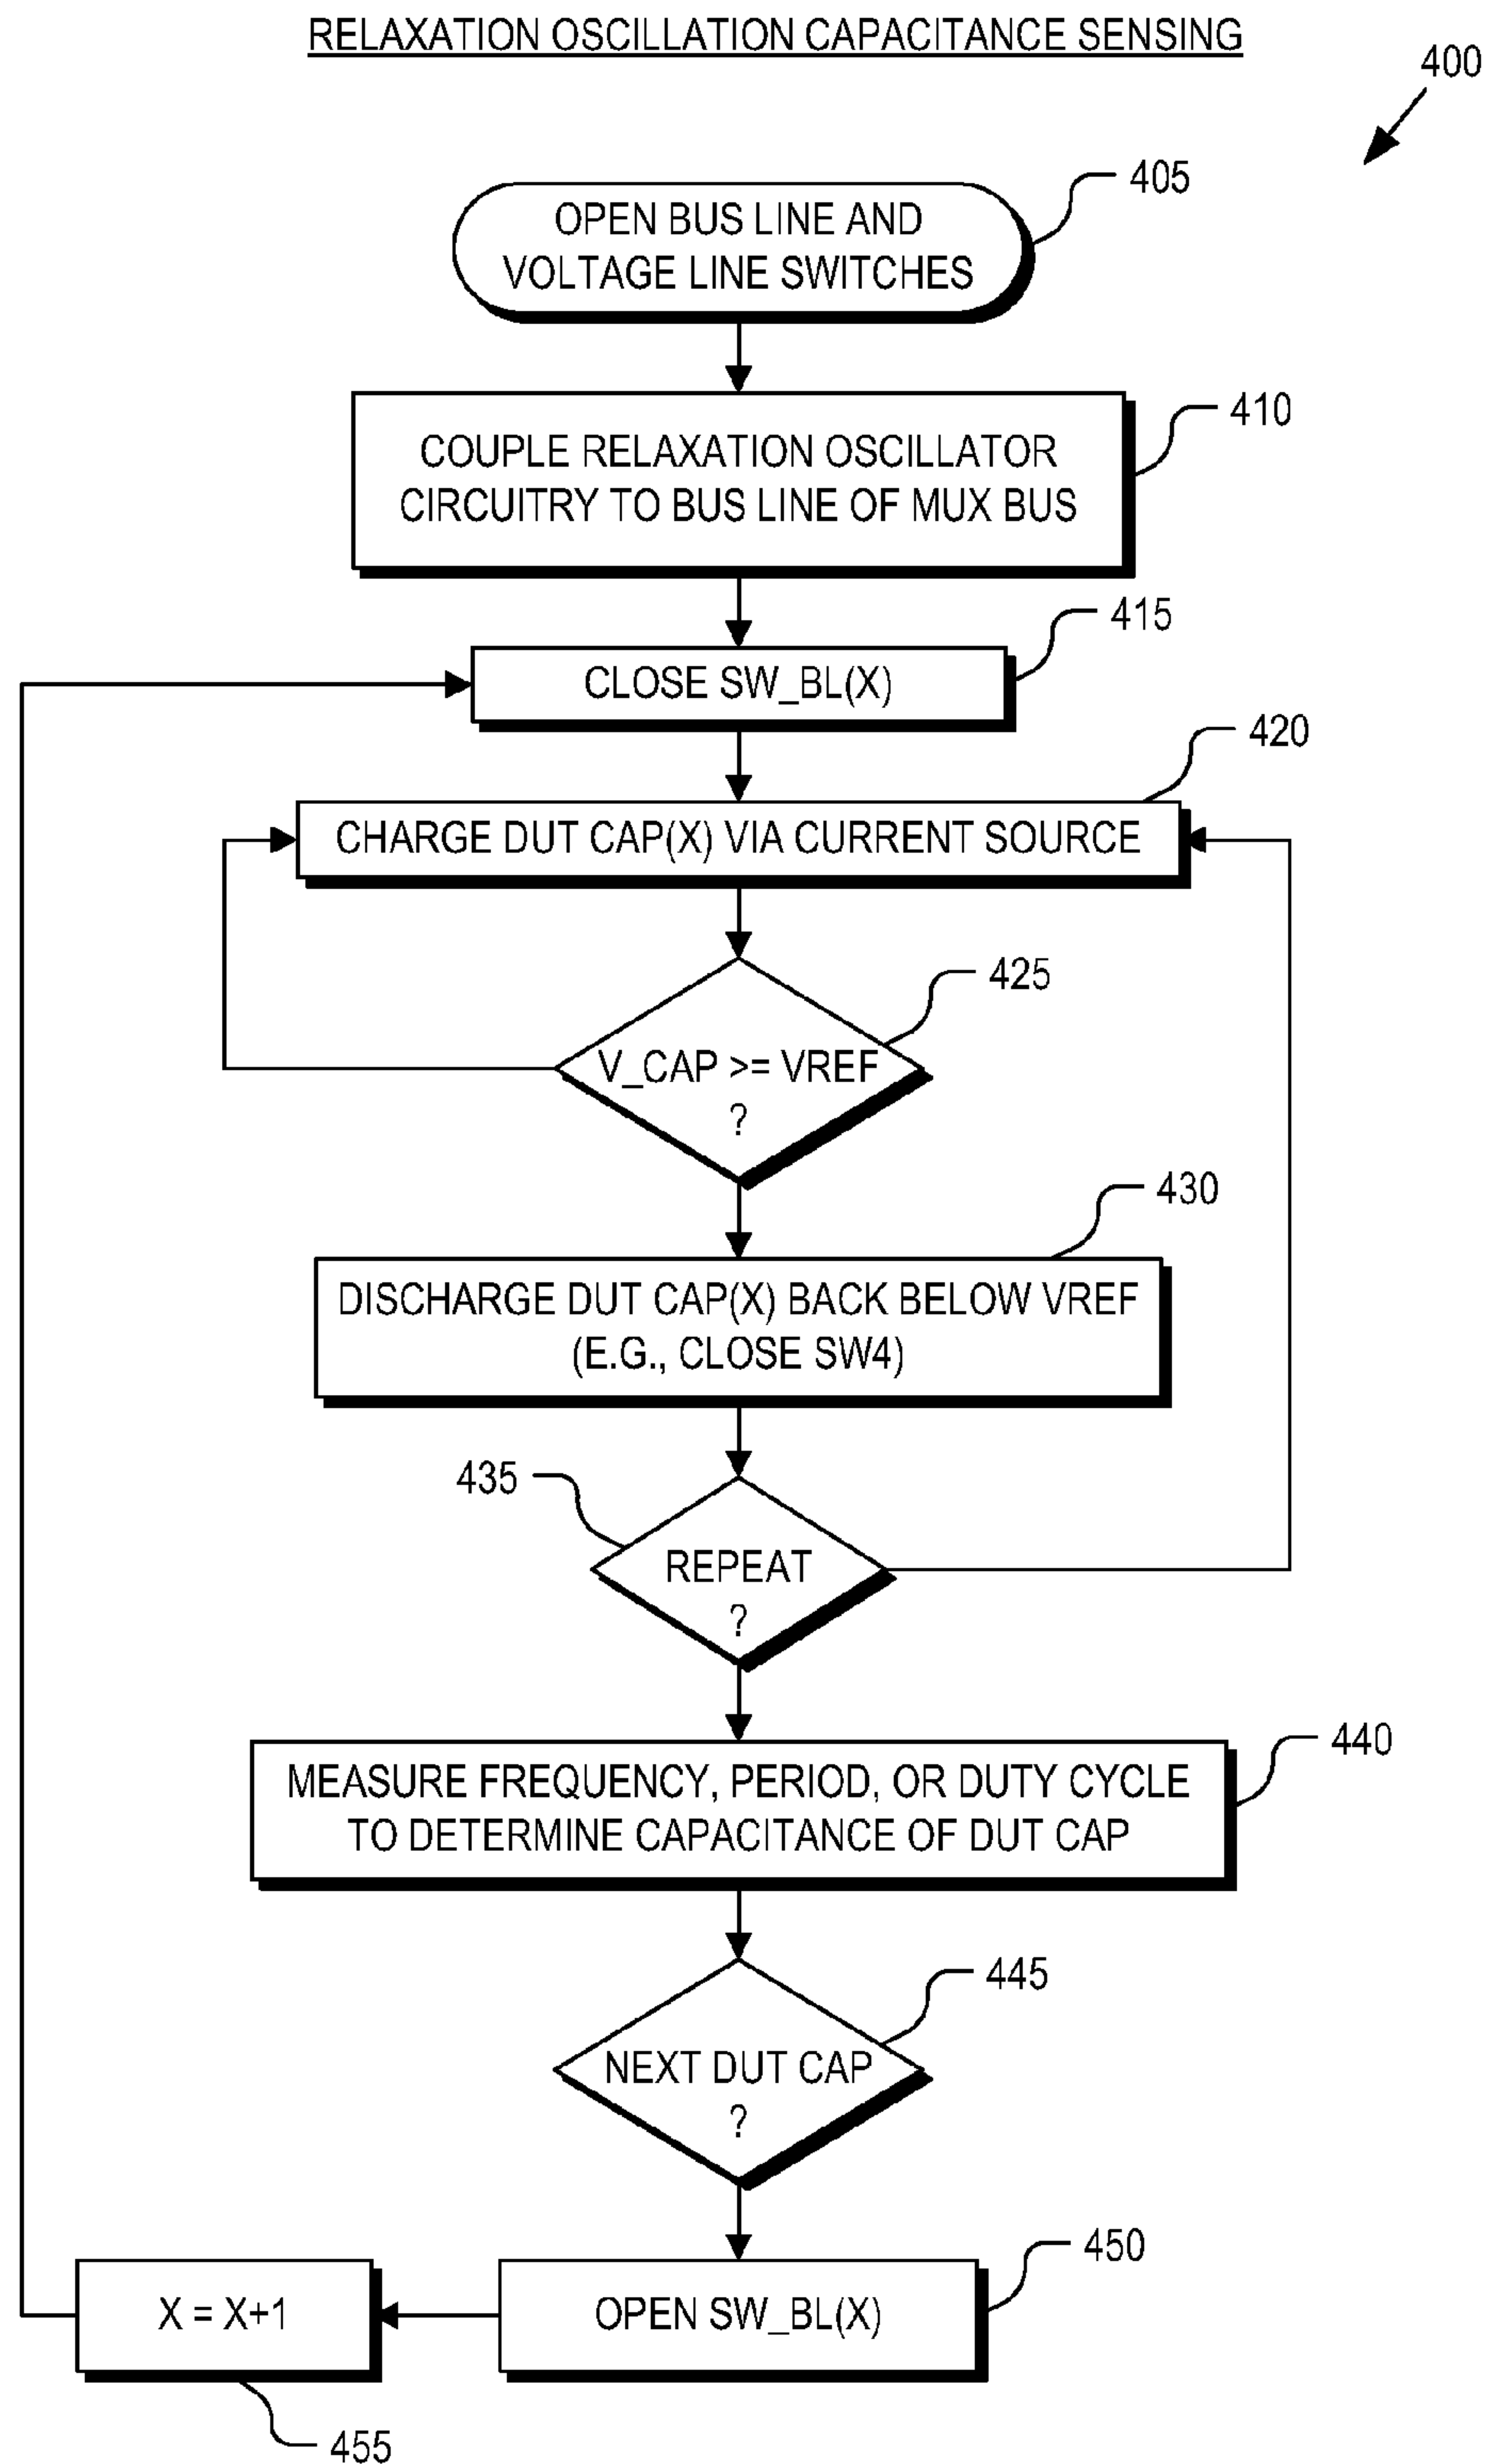 RELAXATION OSCILLATION CAPACITANCE SENSING
400
405
OPEN BUS LINE AND
VOLTAGE LINE SWITCHES
410
COUPLE RELAXATION OSCILLATOR
CIRCUITRY TO BUS LINE OF MUX BUS
415
CLOSE SW_BL(X)
420
CHARGE DUT CAP(X) VIA CURRENT SOURCE
425
V_CAP >= VREF
?
430
DISCHARGE DUT CAP(X) BACK BELOW VREF
(E.G., CLOSE SW4)
435
REPEAT
?
440
MEASURE FREQUENCY, PERIOD, OR DUTY CYCLE
TO DETERMINE CAPACITANCE OF DUT CAP
445
NEXT DUT CAP
?
450
OPEN SW_BL(X)
X = X+1
455